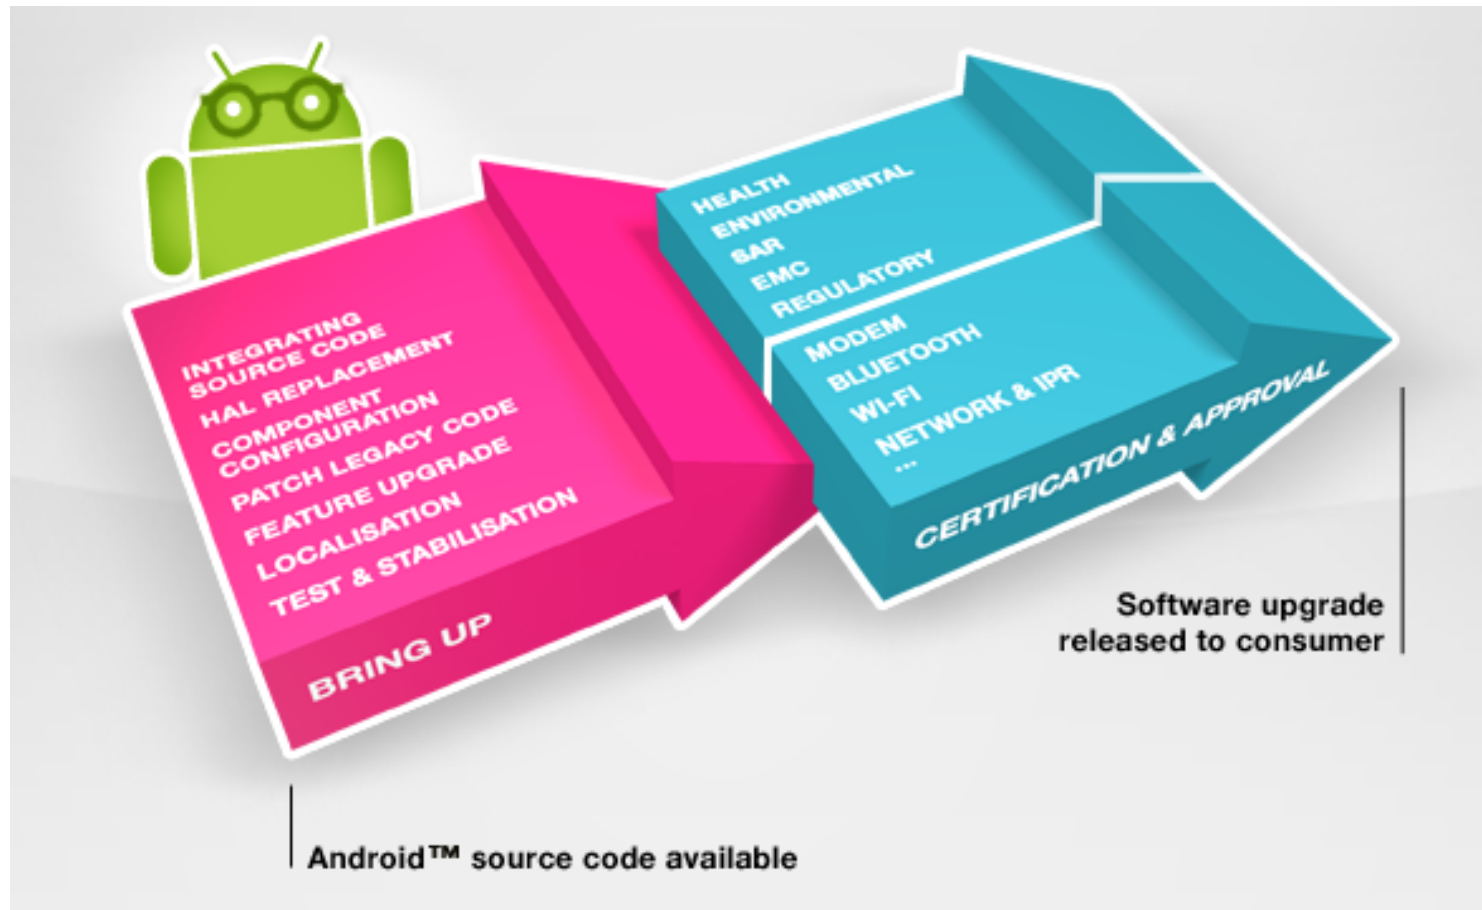 INTEGRATING
SOURCE CODE
HAL REPLACEMENT
COMPONENT
CONFIGURATION
PATCH LEGACY CODE
FEATURE UPGRADE
LOCALISATION
TEST & STABILISATION
BRING UP
HEALTH
ENVIRONMENTAL
SAR
EMC
REGULATORY
MODEM
BLUETOOTH
WI-FI
NETWORK & IPR
...
CERTIFICATION & APPROVAL
Software upgrade
released to consumer
Android™ source code available